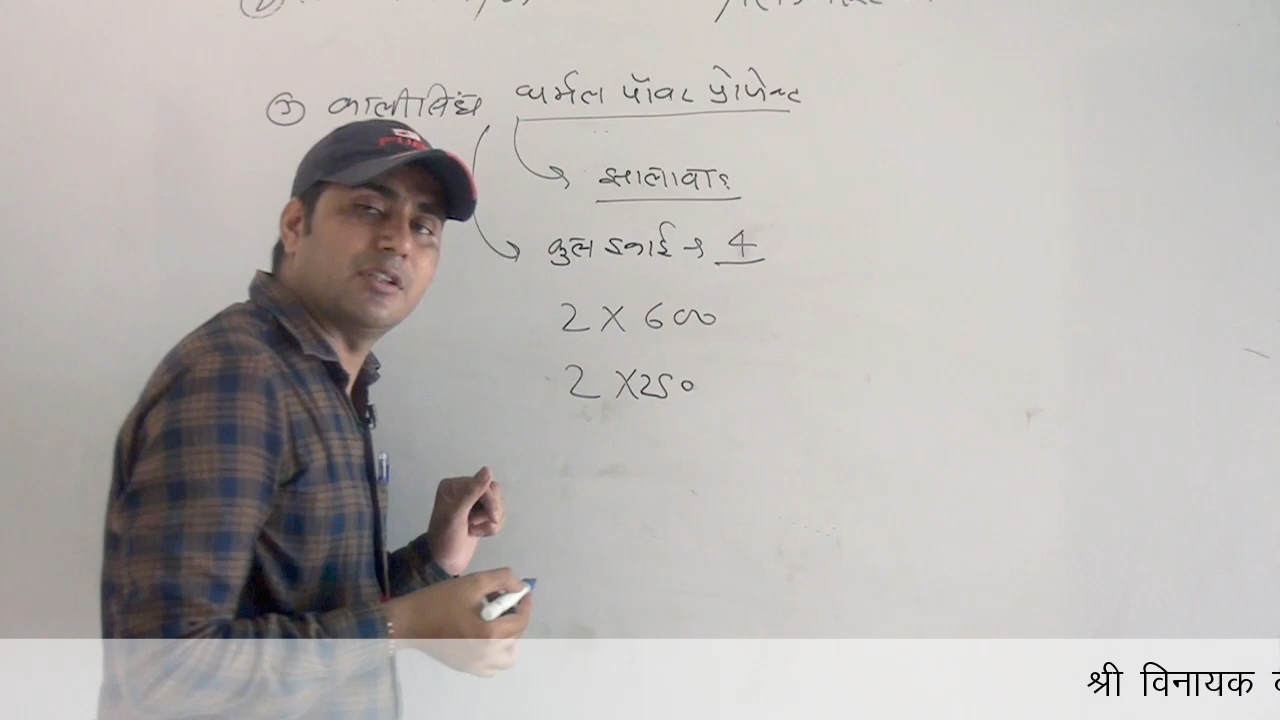 ③ कालीसिंध थर्मल पॉवर प्रोजेक्ट
झालावाड़
कुल इकाई → 4
2 X 600
2 X 250
श्री विनायक